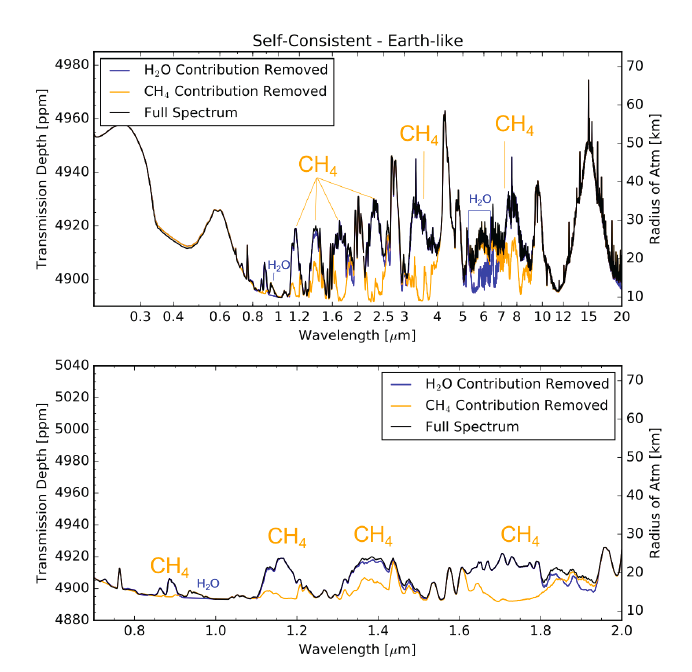 Self-Consistent - Earth-like
Transmission Depth [ppm]
4980
4960
4940
4920
4900
H₂O Contribution Removed
CH₄ Contribution Removed
Full Spectrum
CH₄
CH₄
CH₄
H₂O
H₂O
70
60
50
40
30
20
10
Radius of Atm [km]
0.3 0.4 0.6 0.8 1.0 1.2 1.6 2 2.5 3 4 5 6 7 8 10 12 15 20
Wavelength [μm]
Transmission Depth [ppm]
5040
5020
5000
4980
4960
4940
4920
4900
4880
H₂O Contribution Removed
CH₄ Contribution Removed
Full Spectrum
CH₄
CH₄
CH₄
CH₄
H₂O
70
60
50
40
30
20
10
Radius of Atm [km]
0.8 1.0 1.2 1.4 1.6 1.8 2.0
Wavelength [μm]